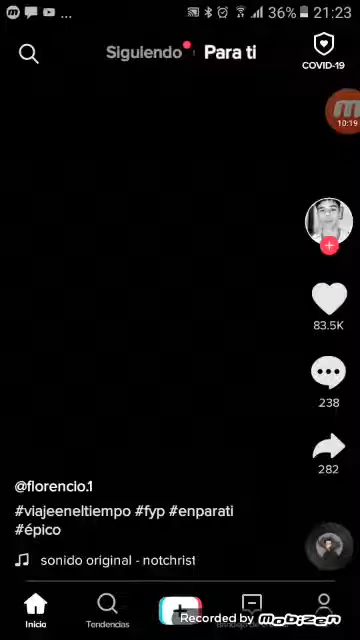 36% 21:23
Siguiendo Para ti
COVID-19
10:19
83.5K
238
282
@florencio.1
#viajeeneltiempo #fyp #enparati
#épico
sonido original - notchrist
Inicio
Tendencias
Recorded by Mobizen